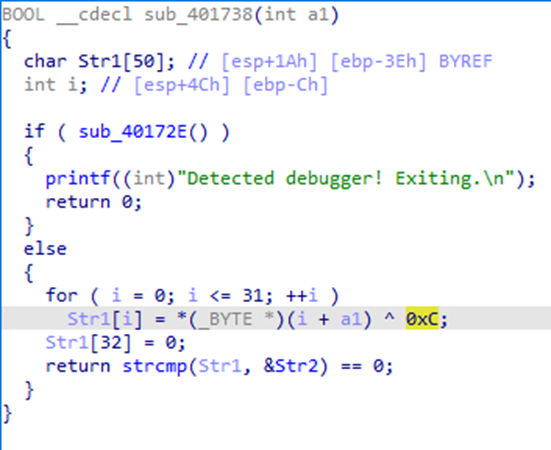 BOOL __cdecl sub_401738(int a1)
{
  char Str1[50]; // [esp+1Ah] [ebp-3Eh] BYREF
  int i; // [esp+4Ch] [ebp-Ch]

  if ( sub_40172E() )
  {
    printf((int)"Detected debugger! Exiting.\n");
    return 0;
  }
  else
  {
    for ( i = 0; i <= 31; ++i )
      Str1[i] = *(_BYTE *)(i + a1) ^ 0xC;
    Str1[32] = 0;
    return strcmp(Str1, &Str2) == 0;
  }
}